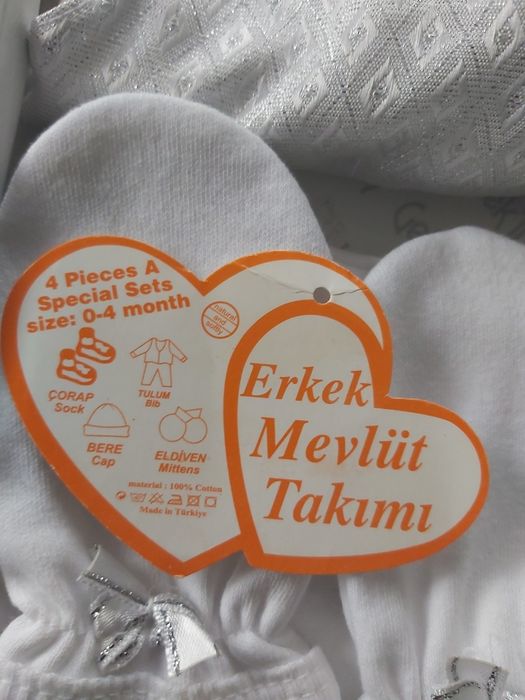 4 Pieces A
Special Sets
size: 0-4 month
natural
and
softly
ÇORAP
Sock
TULUM
Bib
BERE
Cap
ELDİVEN
Mittens
material : 100% Cotton
Made in Türkiye
Erkek
Mevlüt
Takımı